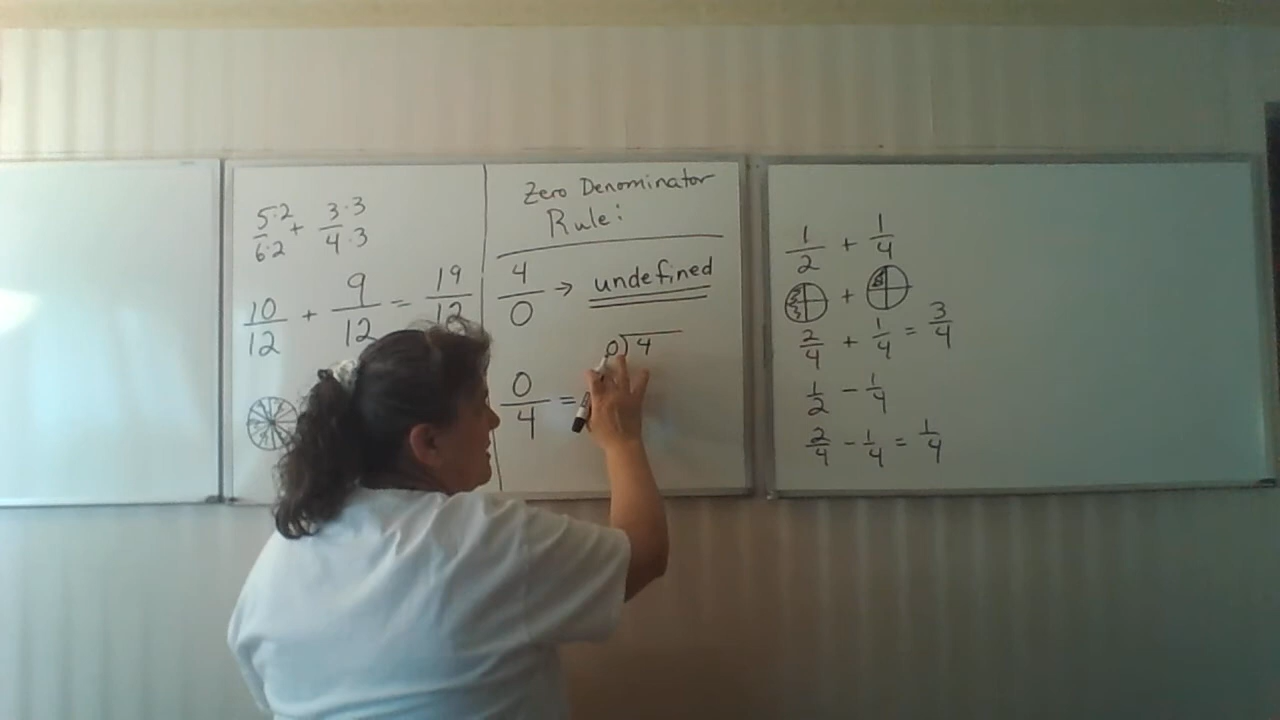 5·2/6·2 + 3·3/4·3
10/12 + 9/12 = 19/12
Zero Denominator
Rule:
4/0 → undefined
0)4
0/4 =
1/2 + 1/4
+
2/4 + 1/4 = 3/4
1/2 - 1/4
2/4 - 1/4 = 1/4